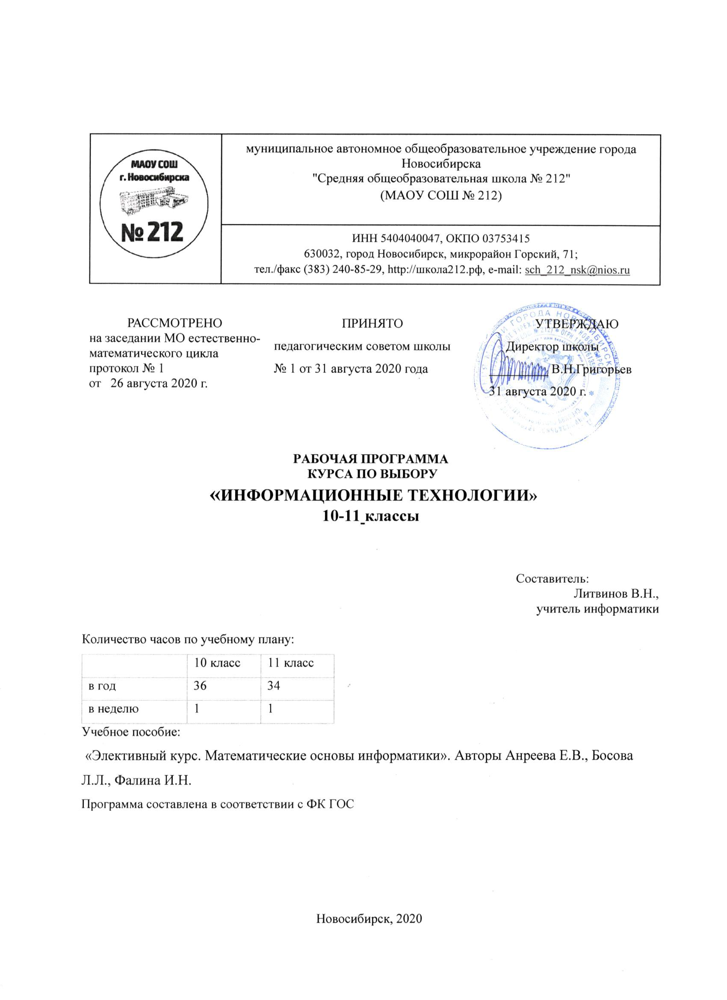 МАОУ СОШ
г. Новосибирска
№ 212
муниципальное автономное общеобразовательное учреждение города
Новосибирска
"Средняя общеобразовательная школа № 212"
(МАОУ СОШ № 212)
ИНН 5404040047, ОКПО 03753415
630032, город Новосибирск, микрорайон Горский, 71;
тел./факс (383) 240-85-29, http://школа212.рф, e-mail: sch_212_nsk@nios.ru
РАССМОТРЕНО
на заседании МО естественно-
математического цикла
протокол № 1
от 26 августа 2020 г.
ПРИНЯТО
педагогическим советом школы
№ 1 от 31 августа 2020 года
УТВЕРЖДАЮ
Директор школы
В.Н.Григорьев
31 августа 2020 г.
РАБОЧАЯ ПРОГРАММА
КУРСА ПО ВЫБОРУ
«ИНФОРМАЦИОННЫЕ ТЕХНОЛОГИИ»
10-11 классы
Составитель:
Литвинов В.Н.,
учитель информатики
Количество часов по учебному плану:
10 класс 11 класс
в год 36 34
в неделю 1 1
Учебное пособие:
«Элективный курс. Математические основы информатики». Авторы Анреева Е.В., Босова
Л.Л., Фалина И.Н.
Программа составлена в соответствии с ФК ГОС
Новосибирск, 2020